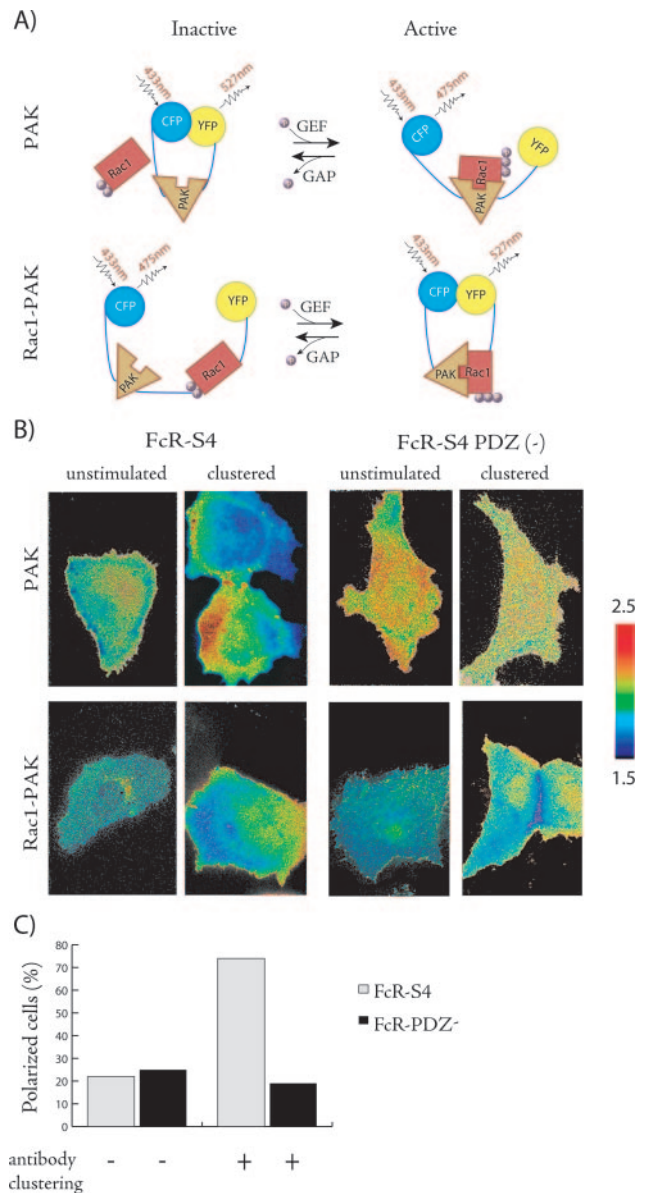 A)
Inactive
Active
PAK
433nm
527nm
CFP
YFP
Rac1
PAK
GEF
GAP
433nm
475nm
CFP
YFP
Rac1
PAK
Rac1-PAK
433nm
475nm
CFP
YFP
PAK
Rac1
GEF
GAP
433nm
527nm
CFP
YFP
PAK
Rac1
B)
FcR-S4
FcR-S4 PDZ (-)
unstimulated
clustered
unstimulated
clustered
PAK
Rac1-PAK
2.5
1.5
C)
Polarized cells (%)
80
70
60
50
40
30
20
10
0
FcR-S4
FcR-PDZ-
antibody
clustering
- - + +